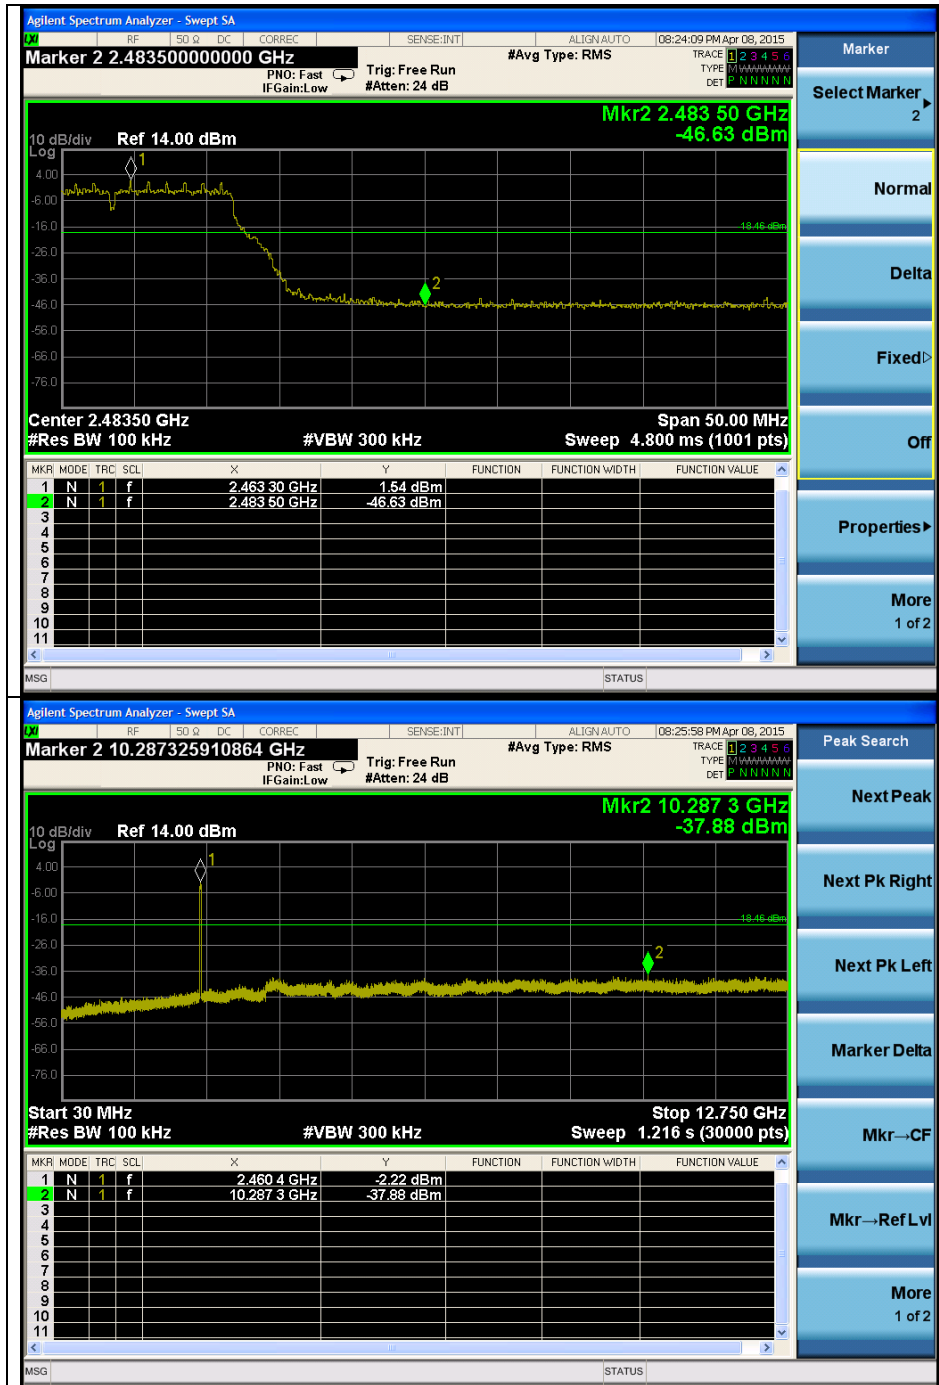 Agilent Spectrum Analyzer - Swept SA
LXI RF 50 Ω DC CORREC SENSE:INT ALIGN AUTO 08:24:09 PM Apr 08, 2015
Marker 2 2.483500000000 GHz #Avg Type: RMS TRACE 1 2 3 4 5 6
PNO: Fast Trig: Free Run TYPE M WWWWW
IFGain:Low #Atten: 24 dB DET P N N N N N
Mkr2 2.483 50 GHz
-46.63 dBm
10 dB/div Ref 14.00 dBm
Log
1
4.00
-6.00
-16.0
-18.46 dBm
-26.0
-36.0
2
-46.0
-56.0
-66.0
-76.0
Center 2.48350 GHz Span 50.00 MHz
#Res BW 100 kHz #VBW 300 kHz Sweep 4.800 ms (1001 pts)
MKR MODE TRC SCL X Y FUNCTION FUNCTION WIDTH FUNCTION VALUE
1 N 1 f 2.463 30 GHz 1.54 dBm
2 N 1 f 2.483 50 GHz -46.63 dBm
3
4
5
6
7
8
9
10
11
MSG STATUS
Marker
Select Marker
2
Normal
Delta
Fixed
Off
Properties
More
1 of 2
Agilent Spectrum Analyzer - Swept SA
LXI RF 50 Ω DC CORREC SENSE:INT ALIGN AUTO 08:25:58 PM Apr 08, 2015
Marker 2 10.287325910864 GHz #Avg Type: RMS TRACE 1 2 3 4 5 6
PNO: Fast Trig: Free Run TYPE M WWWWW
IFGain:Low #Atten: 24 dB DET P N N N N N
Mkr2 10.287 3 GHz
-37.88 dBm
10 dB/div Ref 14.00 dBm
Log
1
4.00
-6.00
-16.0
-18.46 dBm
-26.0
2
-36.0
-46.0
-56.0
-66.0
-76.0
Start 30 MHz Stop 12.750 GHz
#Res BW 100 kHz #VBW 300 kHz Sweep 1.216 s (30000 pts)
MKR MODE TRC SCL X Y FUNCTION FUNCTION WIDTH FUNCTION VALUE
1 N 1 f 2.460 4 GHz -2.22 dBm
2 N 1 f 10.287 3 GHz -37.88 dBm
3
4
5
6
7
8
9
10
11
MSG STATUS
Peak Search
Next Peak
Next Pk Right
Next Pk Left
Marker Delta
Mkr→CF
Mkr→Ref Lvl
More
1 of 2